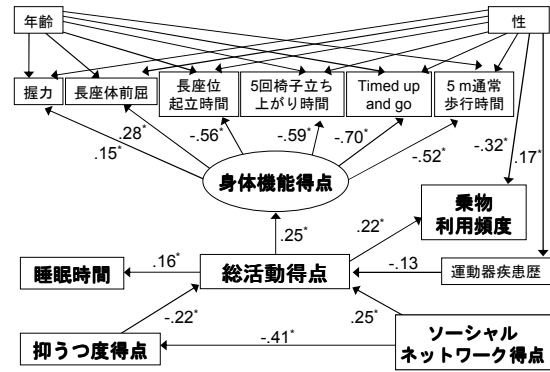 年齢
性
握力
長座体前屈
長座位
起立時間
5回椅子立ち
上がり時間
Timed up
and go
5 m通常
歩行時間
.15*
.28*
-.56*
-.59*
-.70*
-.52*
-.32*
.17*
身体機能得点
乗物
利用頻度
.25*
.22*
睡眠時間
.16*
総活動得点
-.13
運動器疾患歴
-.22*
.25*
抑うつ度得点
-.41*
ソーシャル
ネットワーク得点